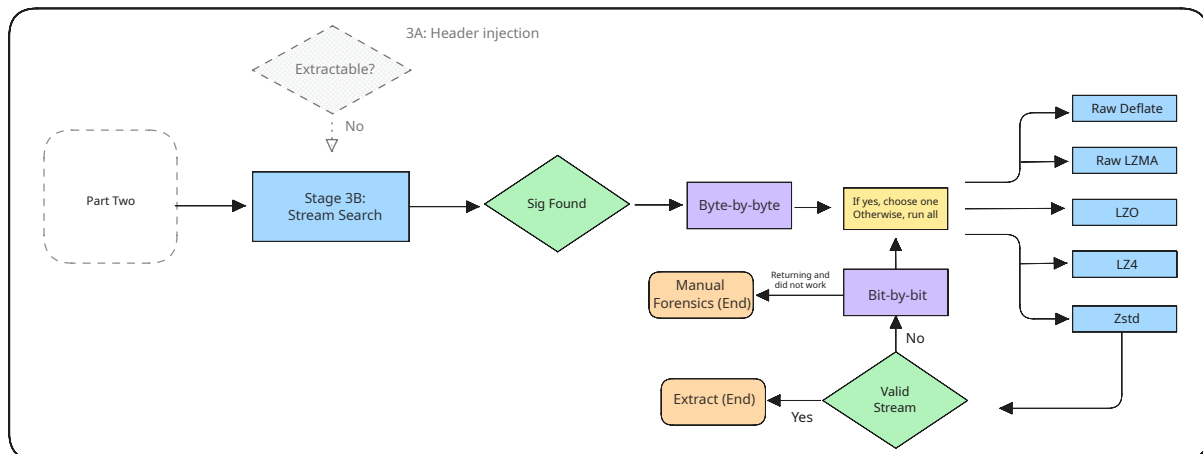 3A: Header injection
Extractable?
No
Part Two
Stage 3B:
Stream Search
Sig Found
Byte-by-byte
If yes, choose one
Otherwise, run all
Raw Deflate
Raw LZMA
LZO
LZ4
Zstd
Returning and
did not work
Manual
Forensics (End)
Bit-by-bit
No
Valid
Stream
Yes
Extract (End)